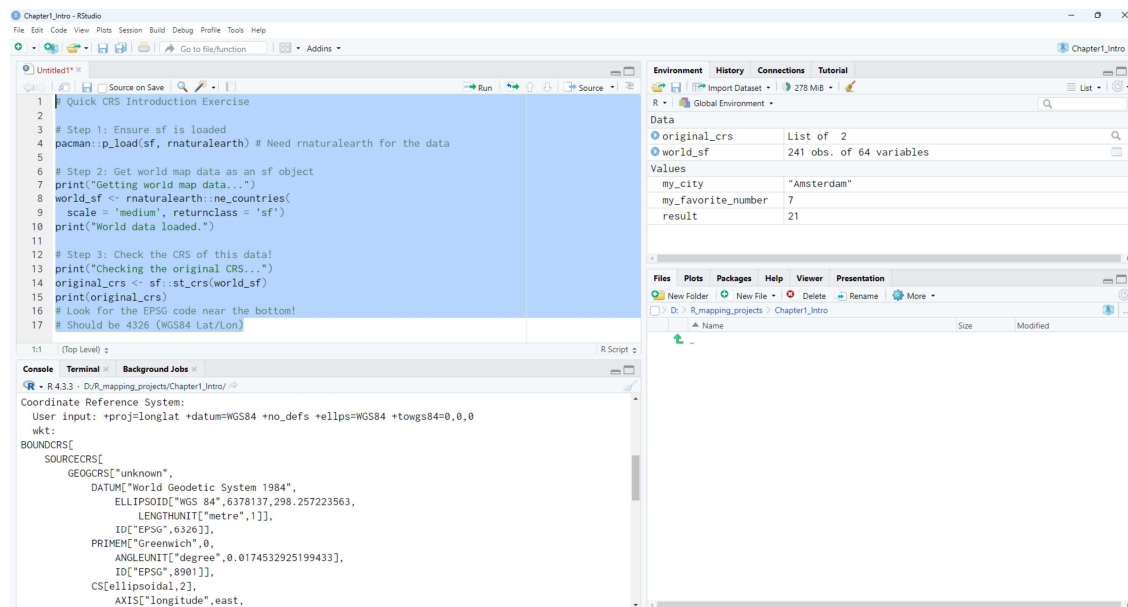 Chapter1_Intro - RStudio
File Edit Code View Plots Session Build Debug Profile Tools Help
Go to file/function Addins Chapter1_Intro
Untitled1*
Source on Save Run Source
1 # Quick CRS Introduction Exercise
2
3 # Step 1: Ensure sf is loaded
4 pacman::p_load(sf, rnaturalearth) # Need rnaturalearth for the data
5
6 # Step 2: Get world map data as an sf object
7 print("Getting world map data...")
8 world_sf <- rnaturalearth::ne_countries(
9 scale = 'medium', returnclass = 'sf')
10 print("World data loaded.")
11
12 # Step 3: Check the CRS of this data!
13 print("Checking the original CRS...")
14 original_crs <- sf::st_crs(world_sf)
15 print(original_crs)
16 # Look for the EPSG code near the bottom!
17 # Should be 4326 (WGS84 Lat/Lon)
1:1 (Top Level) R Script
Console Terminal Background Jobs
R 4.3.3 · D:/R_mapping_projects/Chapter1_Intro/
Coordinate Reference System:
User input: +proj=longlat +datum=WGS84 +no_defs +ellps=WGS84 +towgs84=0,0,0
wkt:
BOUNDCRS[
SOURCECRS[
GEOGCRS["unknown",
DATUM["World Geodetic System 1984",
ELLIPSOID["WGS 84",6378137,298.257223563,
LENGTHUNIT["metre",1]],
ID["EPSG",6326]],
PRIMEM["Greenwich",0,
ANGLEUNIT["degree",0.0174532925199433],
ID["EPSG",8901]],
CS[ellipsoidal,2],
AXIS["longitude",east,
Environment History Connections Tutorial
Import Dataset 278 MiB List
R Global Environment
Data
original_crs List of 2
world_sf 241 obs. of 64 variables
Values
my_city "Amsterdam"
my_favorite_number 7
result 21
Files Plots Packages Help Viewer Presentation
New Folder New File Delete Rename More
D: R_mapping_projects Chapter1_Intro
Name Size Modified
..